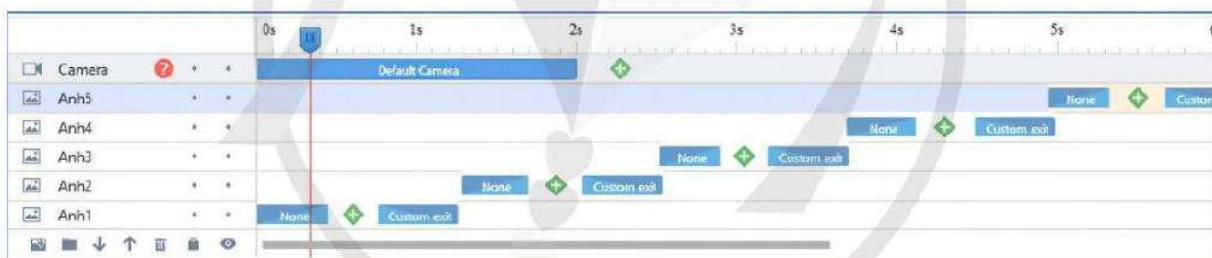 0s 1s 2s 3s 4s 5s
Camera ? Default Camera
Anh5 None Custom
Anh4 None Custom exit
Anh3 None Custom exit
Anh2 None Custom exit
Anh1 None Custom exit